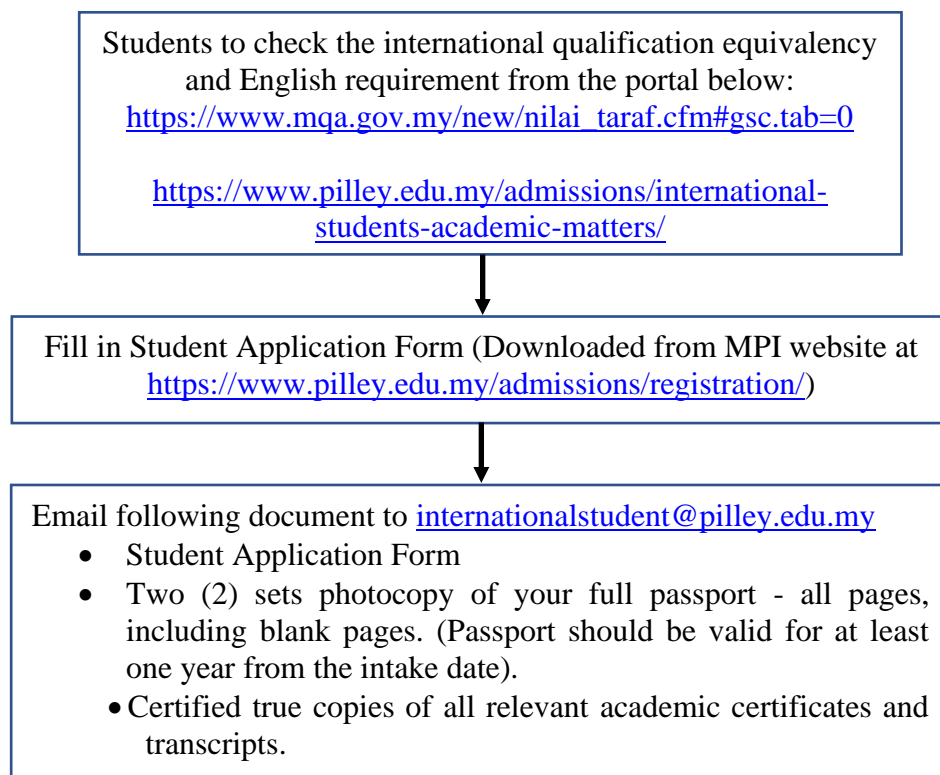 Students to check the international qualification equivalency
and English requirement from the portal below:
https://www.mqa.gov.my/new/nilai_taraf.cfm#gsc.tab=0
https://www.pilley.edu.my/admissions/international-
students-academic-matters/
Fill in Student Application Form (Downloaded from MPI website at
https://www.pilley.edu.my/admissions/registration/)
Email following document to internationalstudent@pilley.edu.my
• Student Application Form
• Two (2) sets photocopy of your full passport - all pages,
including blank pages. (Passport should be valid for at least
one year from the intake date).
• Certified true copies of all relevant academic certificates and
transcripts.